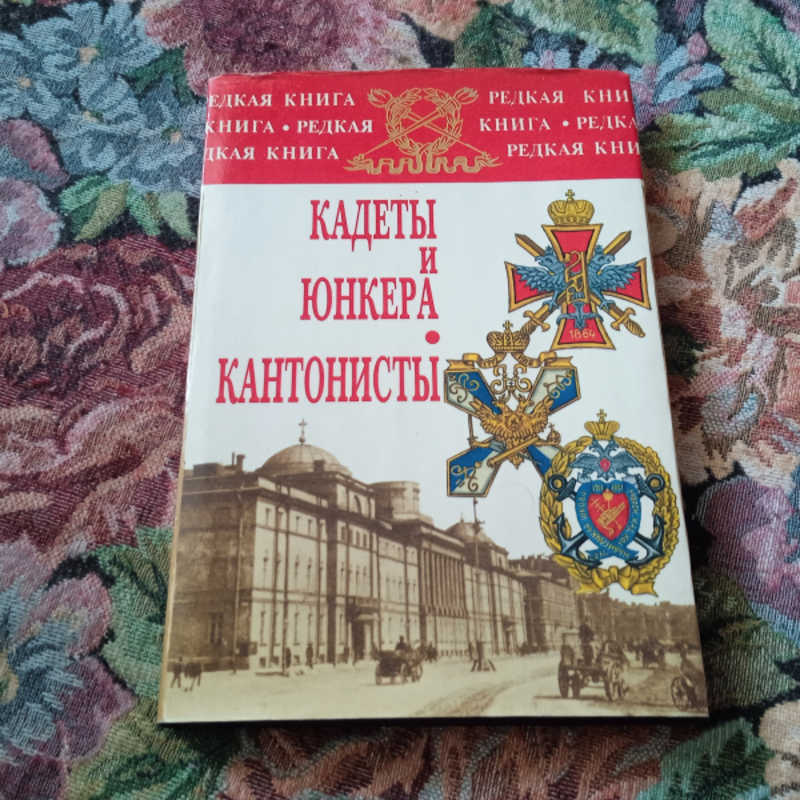 РЕДКАЯ КНИГА РЕДКАЯ КНИ
КНИГА • РЕДКАЯ КНИГА • РЕДКА
ДКАЯ КНИГА РЕДКАЯ КНИ
КАДЕТЫ
И
ЮНКЕРА
•
КАНТОНИСТЫ
1864